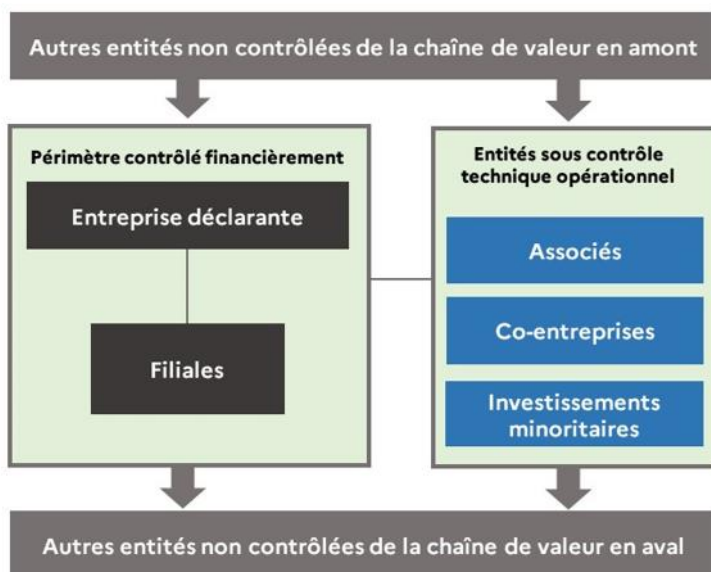 Autres entités non contrôlées de la chaîne de valeur en amont
Périmètre contrôlé financièrement
Entreprise déclarante
Filiales
Entités sous contrôle
technique opérationnel
Associés
Co-entreprises
Investissements
minoritaires
Autres entités non contrôlées de la chaîne de valeur en aval